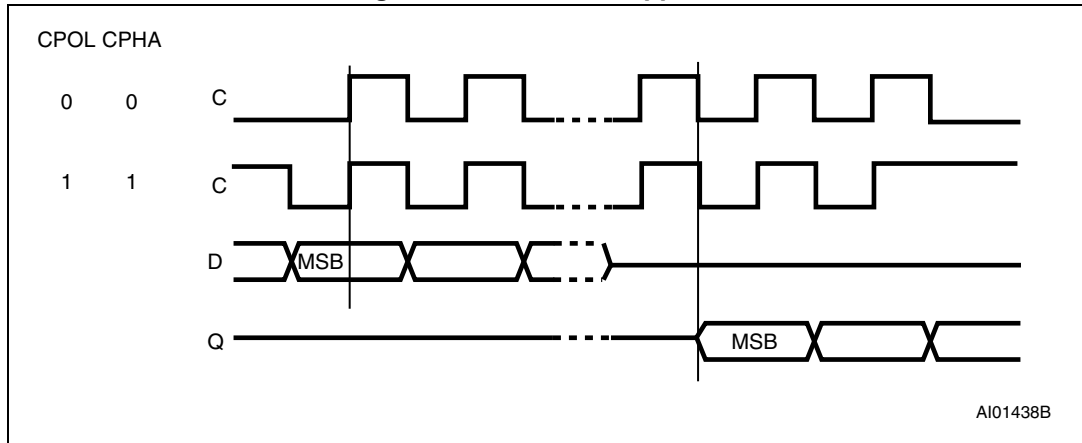 CPOL CPHA
0 0 C
1 1 C
D MSB
Q MSB
AI01438B